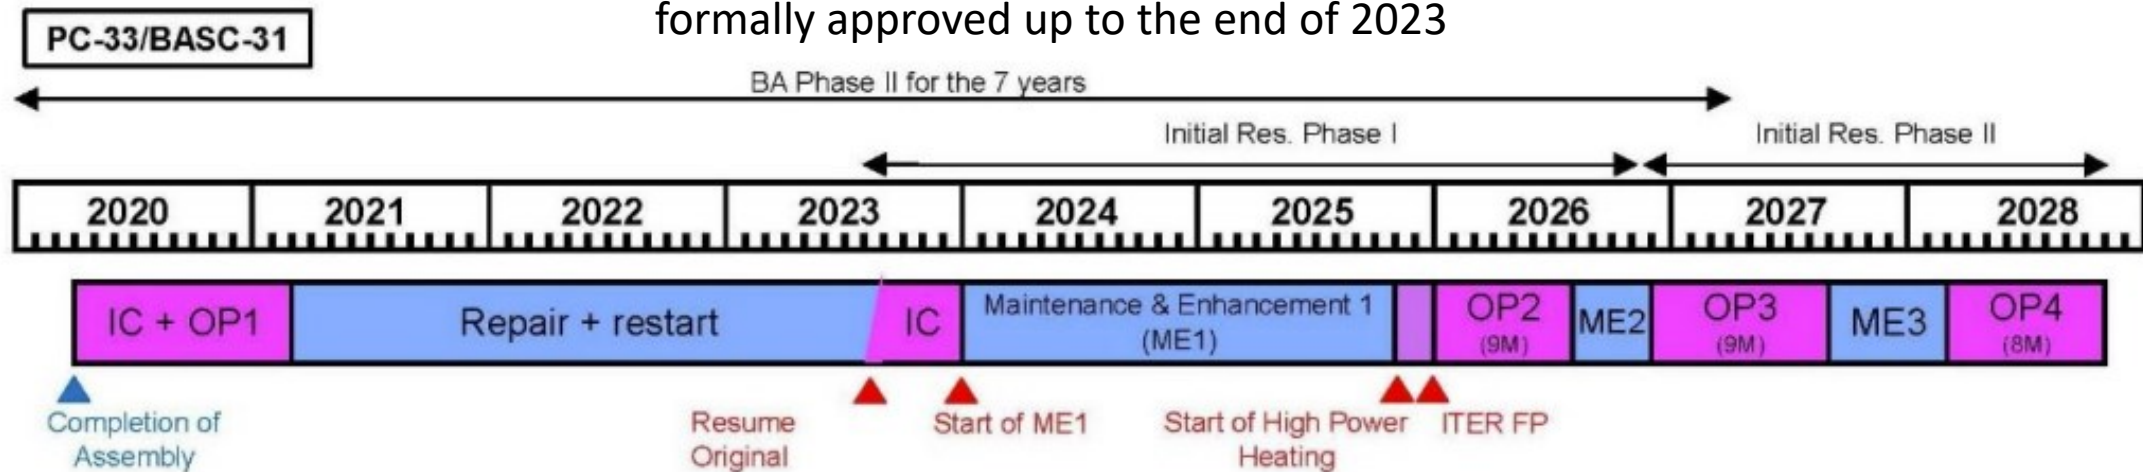 formally approved up to the end of 2023
PC-33/BASC-31
BA Phase II for the 7 years
Initial Res. Phase I
Initial Res. Phase II
2020 2021 2022 2023 2024 2025 2026 2027 2028
IC + OP1
Repair + restart
IC
Maintenance & Enhancement 1
(ME1)
OP2
(9M)
ME2
OP3
(9M)
ME3
OP4
(8M)
Completion of
Assembly
Resume
Original
Start of ME1
Start of High Power
Heating
ITER FP